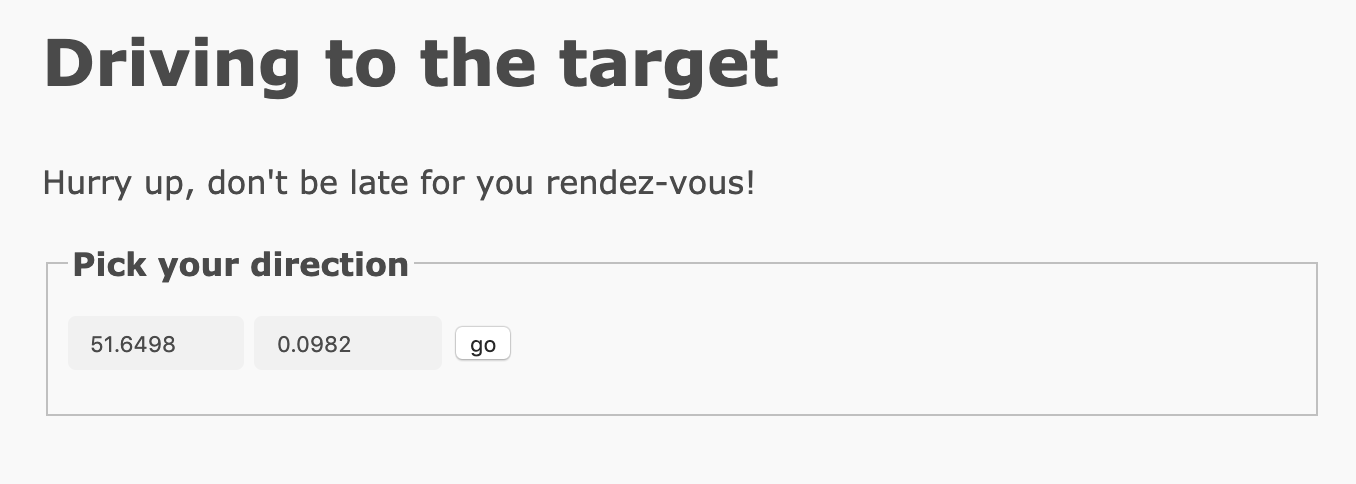 Driving to the target
Hurry up, don't be late for you rendez-vous!
Pick your direction
51.6498 0.0982 go